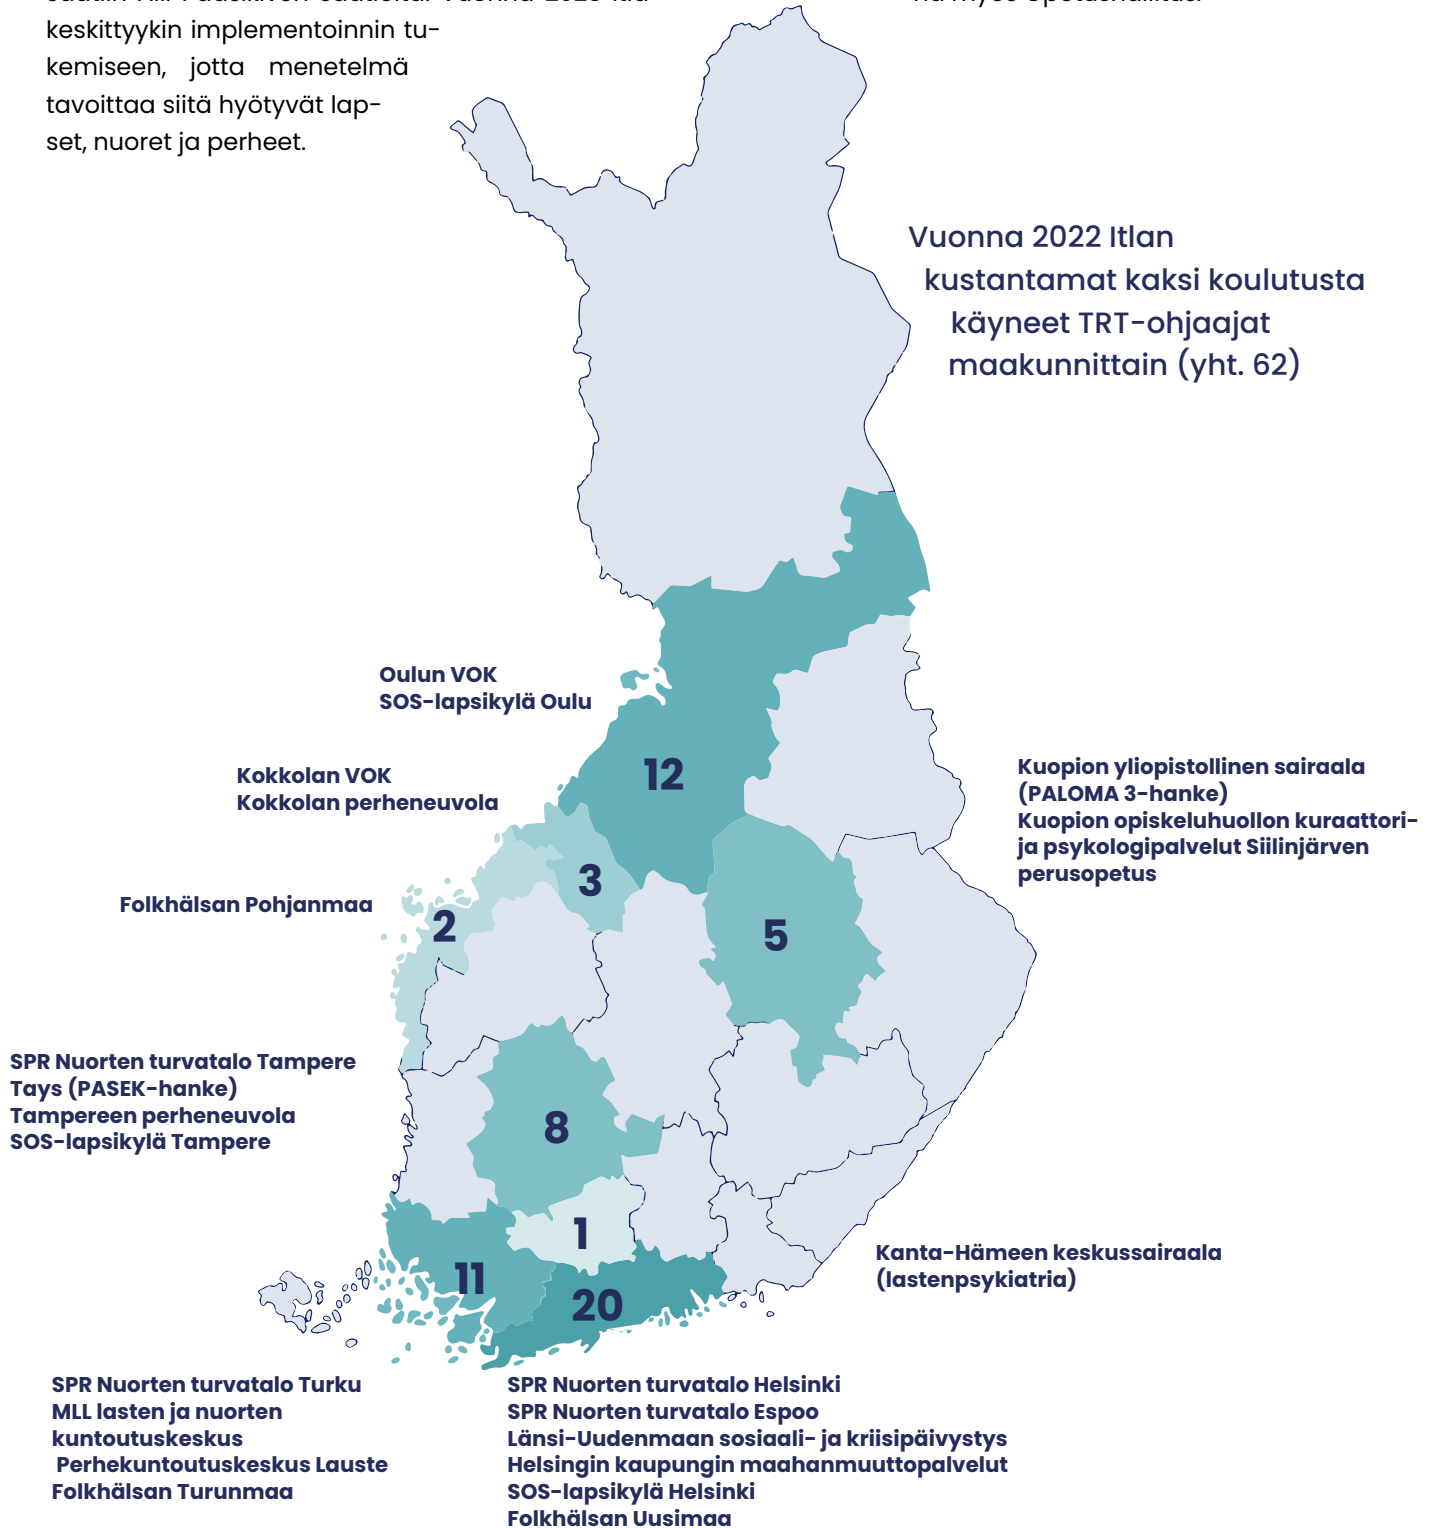 keskittyykin implementoinnin tu-
kemiseen, jotta menetelmä
tavoittaa siitä hyötyvät lap-
set, nuoret ja perheet.
Vuonna 2022 Itlan
kustantamat kaksi koulutusta
käyneet TRT-ohjaajat
maakunnittain (yht. 62)
Oulun VOK
SOS-lapsikylä Oulu
12
Kokkolan VOK
Kokkolan perheneuvola
3
Kuopion yliopistollinen sairaala
(PALOMA 3-hanke)
Kuopion opiskeluhuollon kuraattori-
ja psykologipalvelut Siilinjärven
perusopetus
5
Folkhälsan Pohjanmaa
2
SPR Nuorten turvatalo Tampere
Tays (PASEK-hanke)
Tampereen perheneuvola
SOS-lapsikylä Tampere
8
1
Kanta-Hämeen keskussairaala
(lastenpsykiatria)
11
20
SPR Nuorten turvatalo Turku
MLL lasten ja nuorten
kuntoutuskeskus
Perhekuntoutuskeskus Lauste
Folkhälsan Turunmaa
SPR Nuorten turvatalo Helsinki
SPR Nuorten turvatalo Espoo
Länsi-Uudenmaan sosiaali- ja kriisipäivystys
Helsingin kaupungin maahanmuuttopalvelut
SOS-lapsikylä Helsinki
Folkhälsan Uusimaa